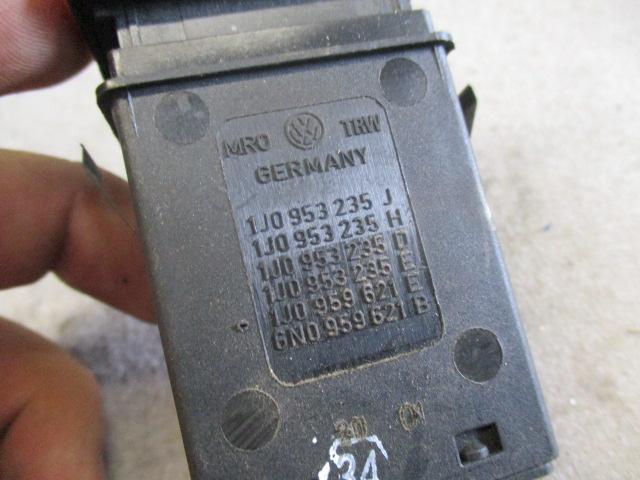 MRO VW TRW
GERMANY
1J0 953 235 J
1J0 953 235 H
1J0 953 235 D
1J0 953 235 E
1J0 959 621 E
6N0 959 621 B
34